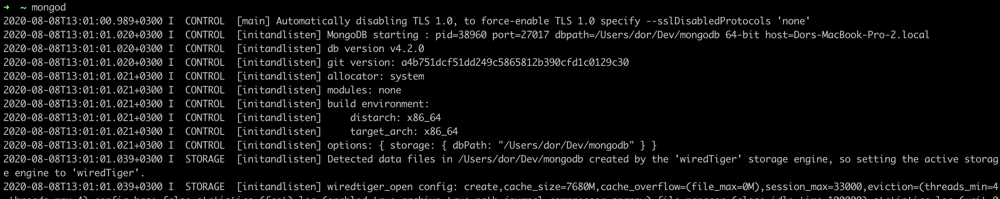 ➜  ~ mongod
2020-08-08T13:01:00.989+0300 I  CONTROL  [main] Automatically disabling TLS 1.0, to force-enable TLS 1.0 specify --sslDisabledProtocols 'none'
2020-08-08T13:01:01.020+0300 I  CONTROL  [initandlisten] MongoDB starting : pid=38960 port=27017 dbpath=/Users/dor/Dev/mongodb 64-bit host=Dors-MacBook-Pro-2.local
2020-08-08T13:01:01.020+0300 I  CONTROL  [initandlisten] db version v4.2.0
2020-08-08T13:01:01.020+0300 I  CONTROL  [initandlisten] git version: a4b751dcf51dd249c5865812b390cfd1c0129c30
2020-08-08T13:01:01.021+0300 I  CONTROL  [initandlisten] allocator: system
2020-08-08T13:01:01.021+0300 I  CONTROL  [initandlisten] modules: none
2020-08-08T13:01:01.021+0300 I  CONTROL  [initandlisten] build environment:
2020-08-08T13:01:01.021+0300 I  CONTROL  [initandlisten]     distarch: x86_64
2020-08-08T13:01:01.021+0300 I  CONTROL  [initandlisten]     target_arch: x86_64
2020-08-08T13:01:01.021+0300 I  CONTROL  [initandlisten] options: { storage: { dbPath: "/Users/dor/Dev/mongodb" } }
2020-08-08T13:01:01.039+0300 I  STORAGE  [initandlisten] Detected data files in /Users/dor/Dev/mongodb created by the 'wiredTiger' storage engine, so setting the active storag
e engine to 'wiredTiger'.
2020-08-08T13:01:01.039+0300 I  STORAGE  [initandlisten] wiredtiger_open config: create,cache_size=7680M,cache_overflow=(file_max=0M),session_max=33000,eviction=(threads_min=4